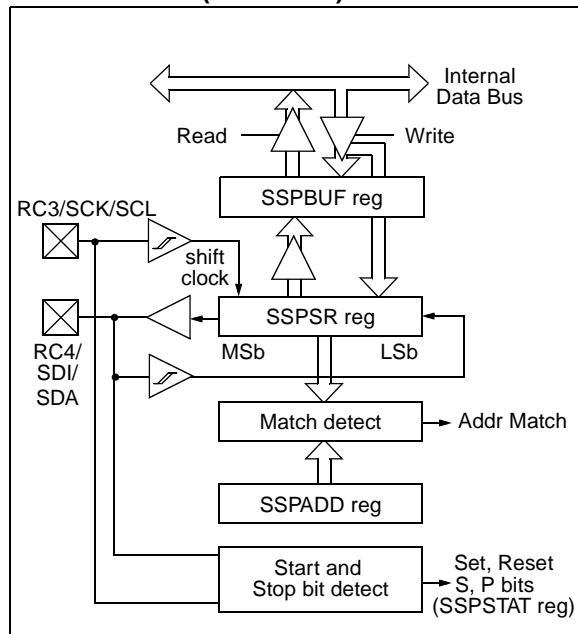 Internal
Data Bus
Read
Write
SSPBUF reg
RC3/SCK/SCL
shift
clock
SSPSR reg
MSb
LSb
RC4/
SDI/
SDA
Match detect
Addr Match
SSPADD reg
Start and
Stop bit detect
Set, Reset
S, P bits
(SSPSTAT reg)